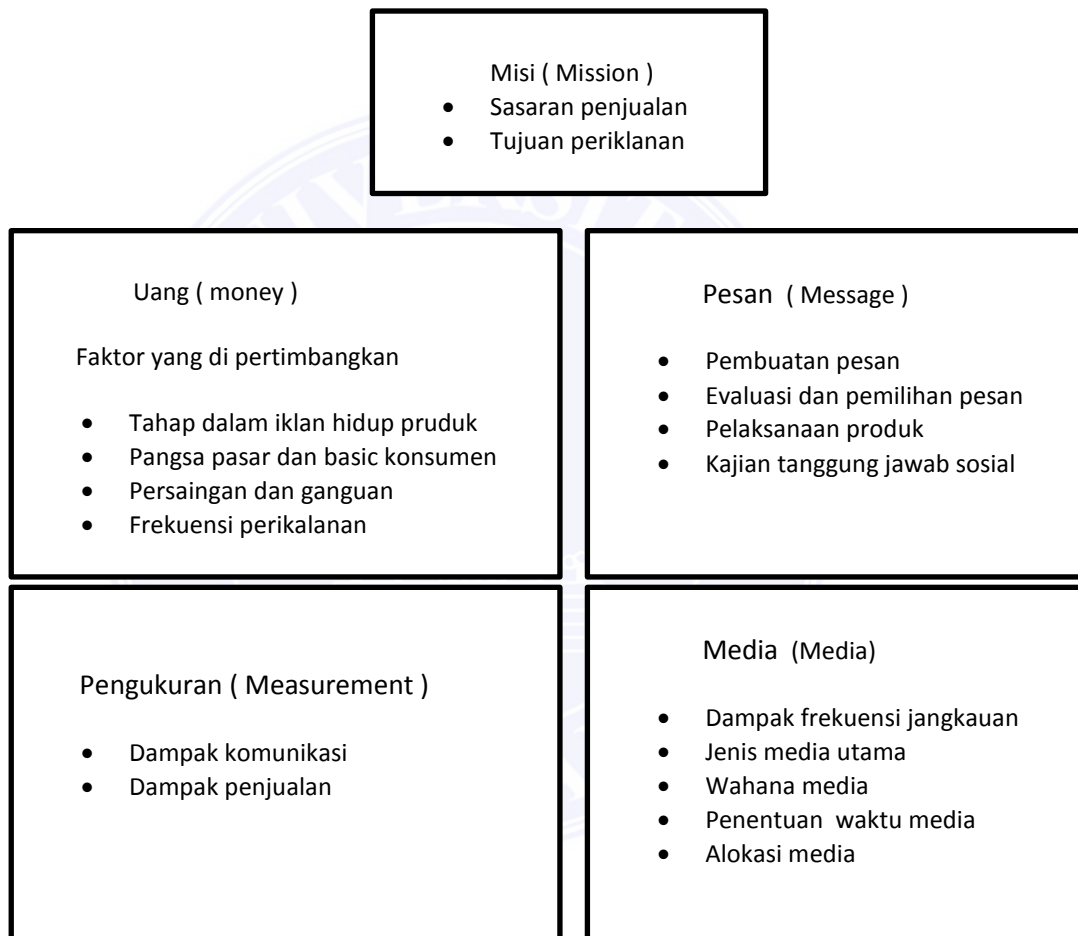 Misi ( Mission )
• Sasaran penjualan
• Tujuan periklanan
Uang ( money )
Faktor yang di pertimbangkan
• Tahap dalam iklan hidup pruduk
• Pangsa pasar dan basic konsumen
• Persaingan dan ganguan
• Frekuensi perikalanan
Pesan ( Message )
• Pembuatan pesan
• Evaluasi dan pemilihan pesan
• Pelaksanaan produk
• Kajian tanggung jawab sosial
Pengukuran ( Measurement )
• Dampak komunikasi
• Dampak penjualan
Media (Media)
• Dampak frekuensi jangkauan
• Jenis media utama
• Wahana media
• Penentuan waktu media
• Alokasi media